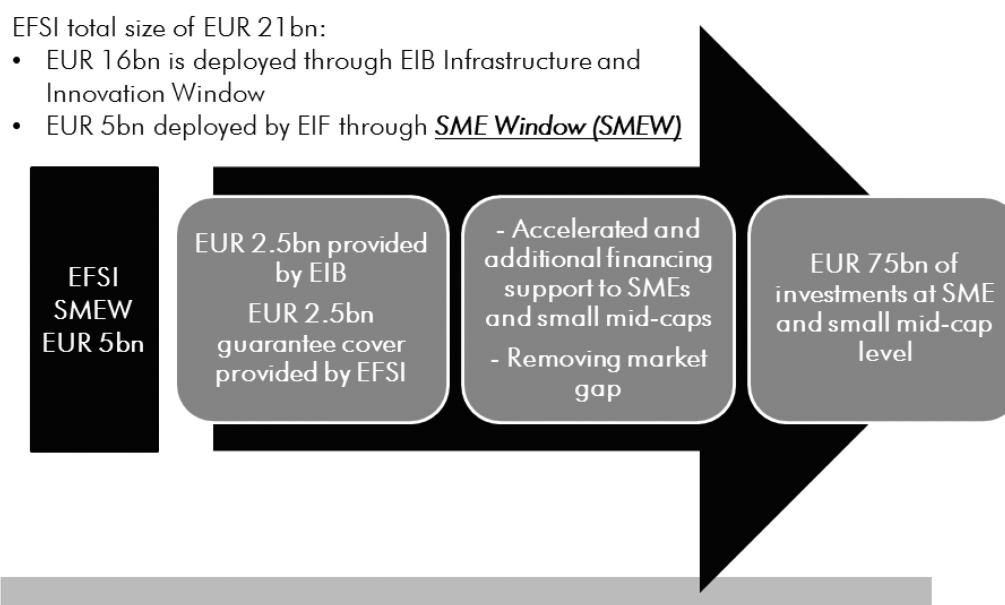 EFSI total size of EUR 21bn:
• EUR 16bn is deployed through EIB Infrastructure and
Innovation Window
• EUR 5bn deployed by EIF through SME Window (SMEW)
EFSI
SMEW
EUR 5bn
EUR 2.5bn provided
by EIB
EUR 2.5bn
guarantee cover
provided by EFSI
- Accelerated and
additional financing
support to SMEs
and small mid-caps
- Removing market
gap
EUR 75bn of
investments at SME
and small mid-cap
level